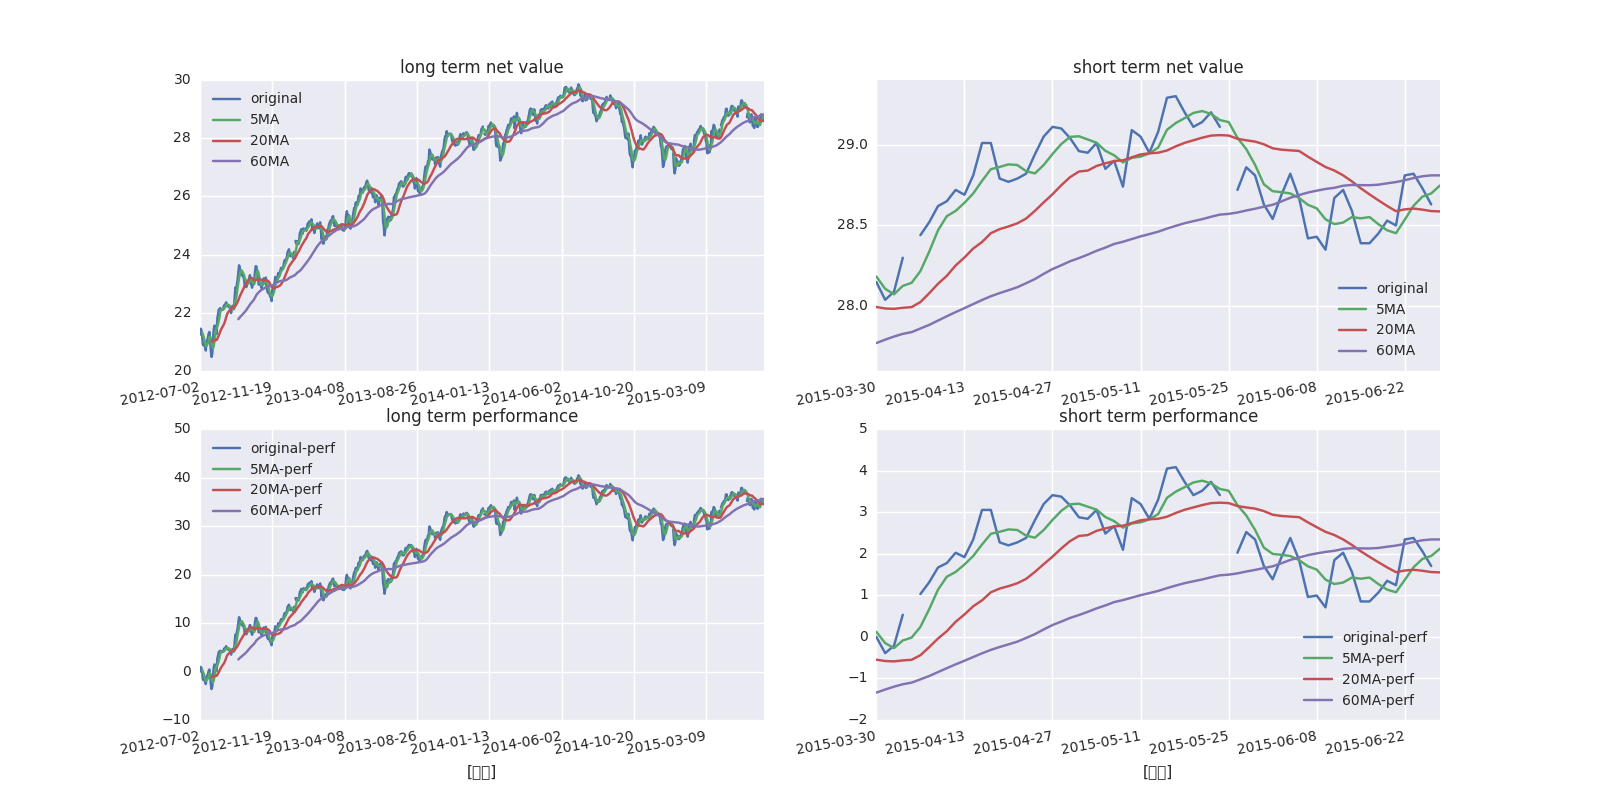 long term net value
30
28
26
24
22
20
original
5MA
20MA
60MA
2012-07-02
2012-11-19
2013-04-08
2013-08-26
2014-01-13
2014-06-02
2014-10-20
2015-03-09
short term net value
29.0
28.5
28.0
original
5MA
20MA
60MA
2015-03-30
2015-04-13
2015-04-27
2015-05-11
2015-05-25
2015-06-08
2015-06-22
long term performance
50
40
30
20
10
0
−10
original-perf
5MA-perf
20MA-perf
60MA-perf
2012-07-02
2012-11-19
2013-04-08
2013-08-26
2014-01-13
2014-06-02
2014-10-20
2015-03-09
short term performance
5
4
3
2
1
0
−1
−2
original-perf
5MA-perf
20MA-perf
60MA-perf
2015-03-30
2015-04-13
2015-04-27
2015-05-11
2015-05-25
2015-06-08
2015-06-22